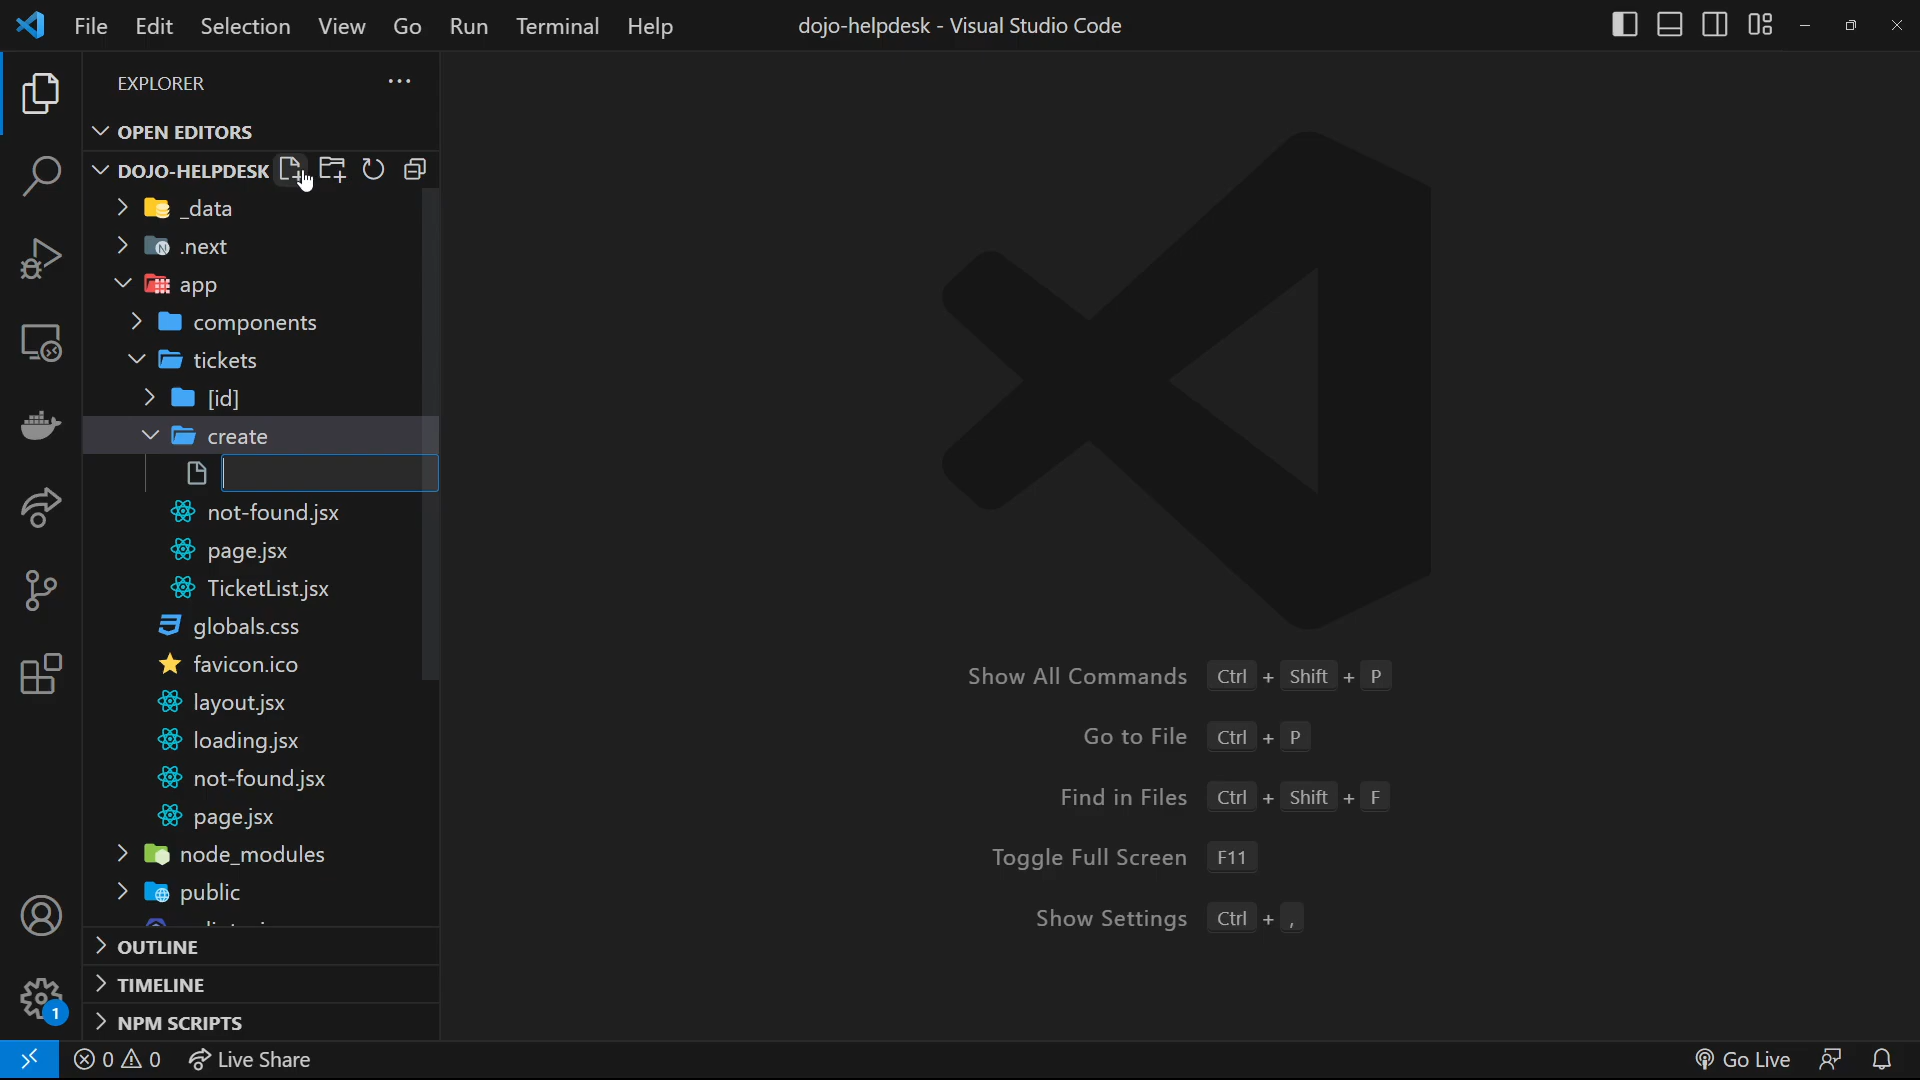 File Edit Selection View Go Run Terminal Help
dojo-helpdesk - Visual Studio Code
EXPLORER
OPEN EDITORS
DOJO-HELPDESK
_data
.next
app
components
tickets
[id]
create
not-found.jsx
page.jsx
TicketList.jsx
globals.css
favicon.ico
layout.jsx
loading.jsx
not-found.jsx
page.jsx
node_modules
public
OUTLINE
TIMELINE
NPM SCRIPTS
Show All Commands Ctrl + Shift + P
Go to File Ctrl + P
Find in Files Ctrl + Shift + F
Toggle Full Screen F11
Show Settings Ctrl + ,
1
0 0 Live Share
Go Live